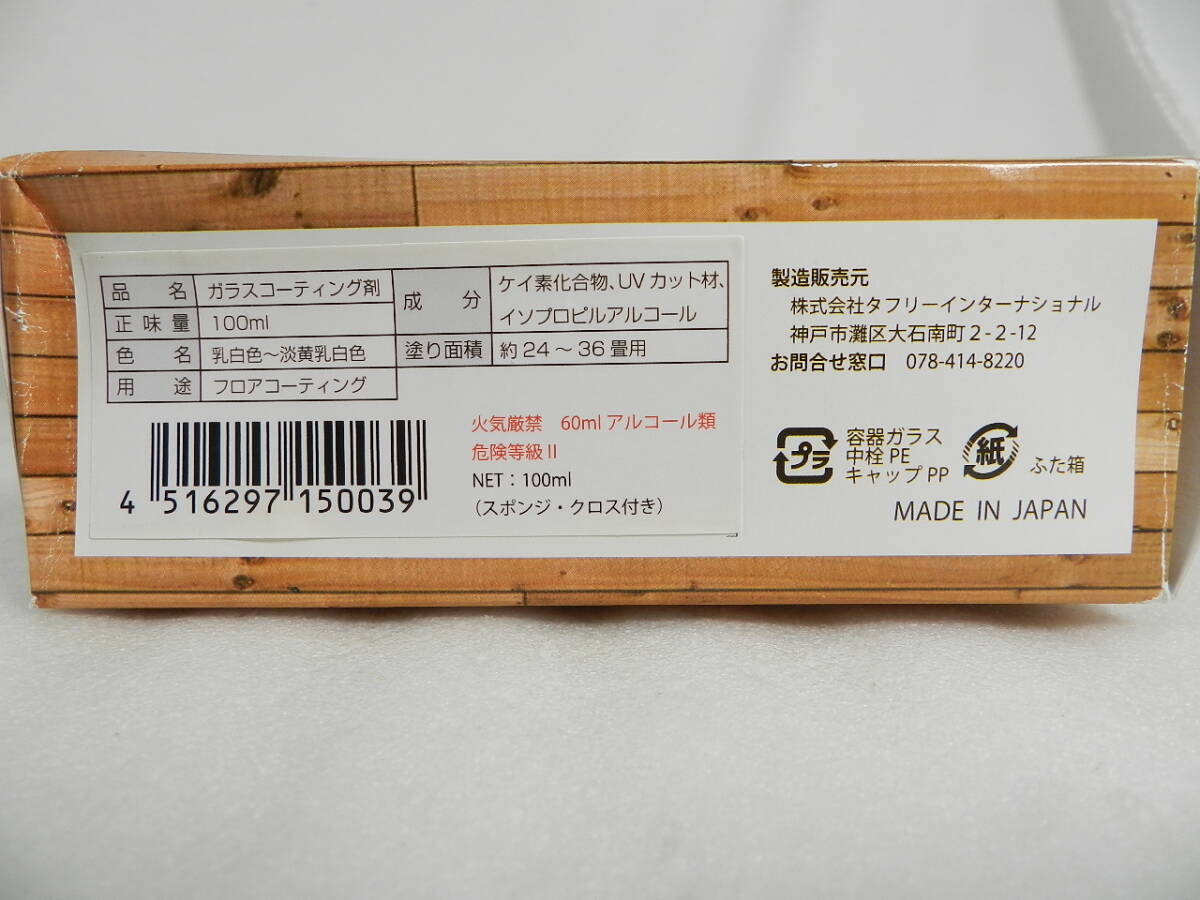 品名 ガラスコーティング剤
正味量 100ml
色名 乳白色～淡黄乳白色
用途 フロアコーティング
成分 ケイ素化合物、UVカット材、
イソプロピルアルコール
塗り面積 約24～36畳用
4 516297 150039
火気厳禁 60mlアルコール類
危険等級II
NET：100ml
（スポンジ・クロス付き）
製造販売元
株式会社タフリーインターナショナル
神戸市灘区大石南町2-2-12
お問合せ窓口 078-414-8220
プラ
容器ガラス
中栓PE
キャップPP
紙
ふた箱
MADE IN JAPAN